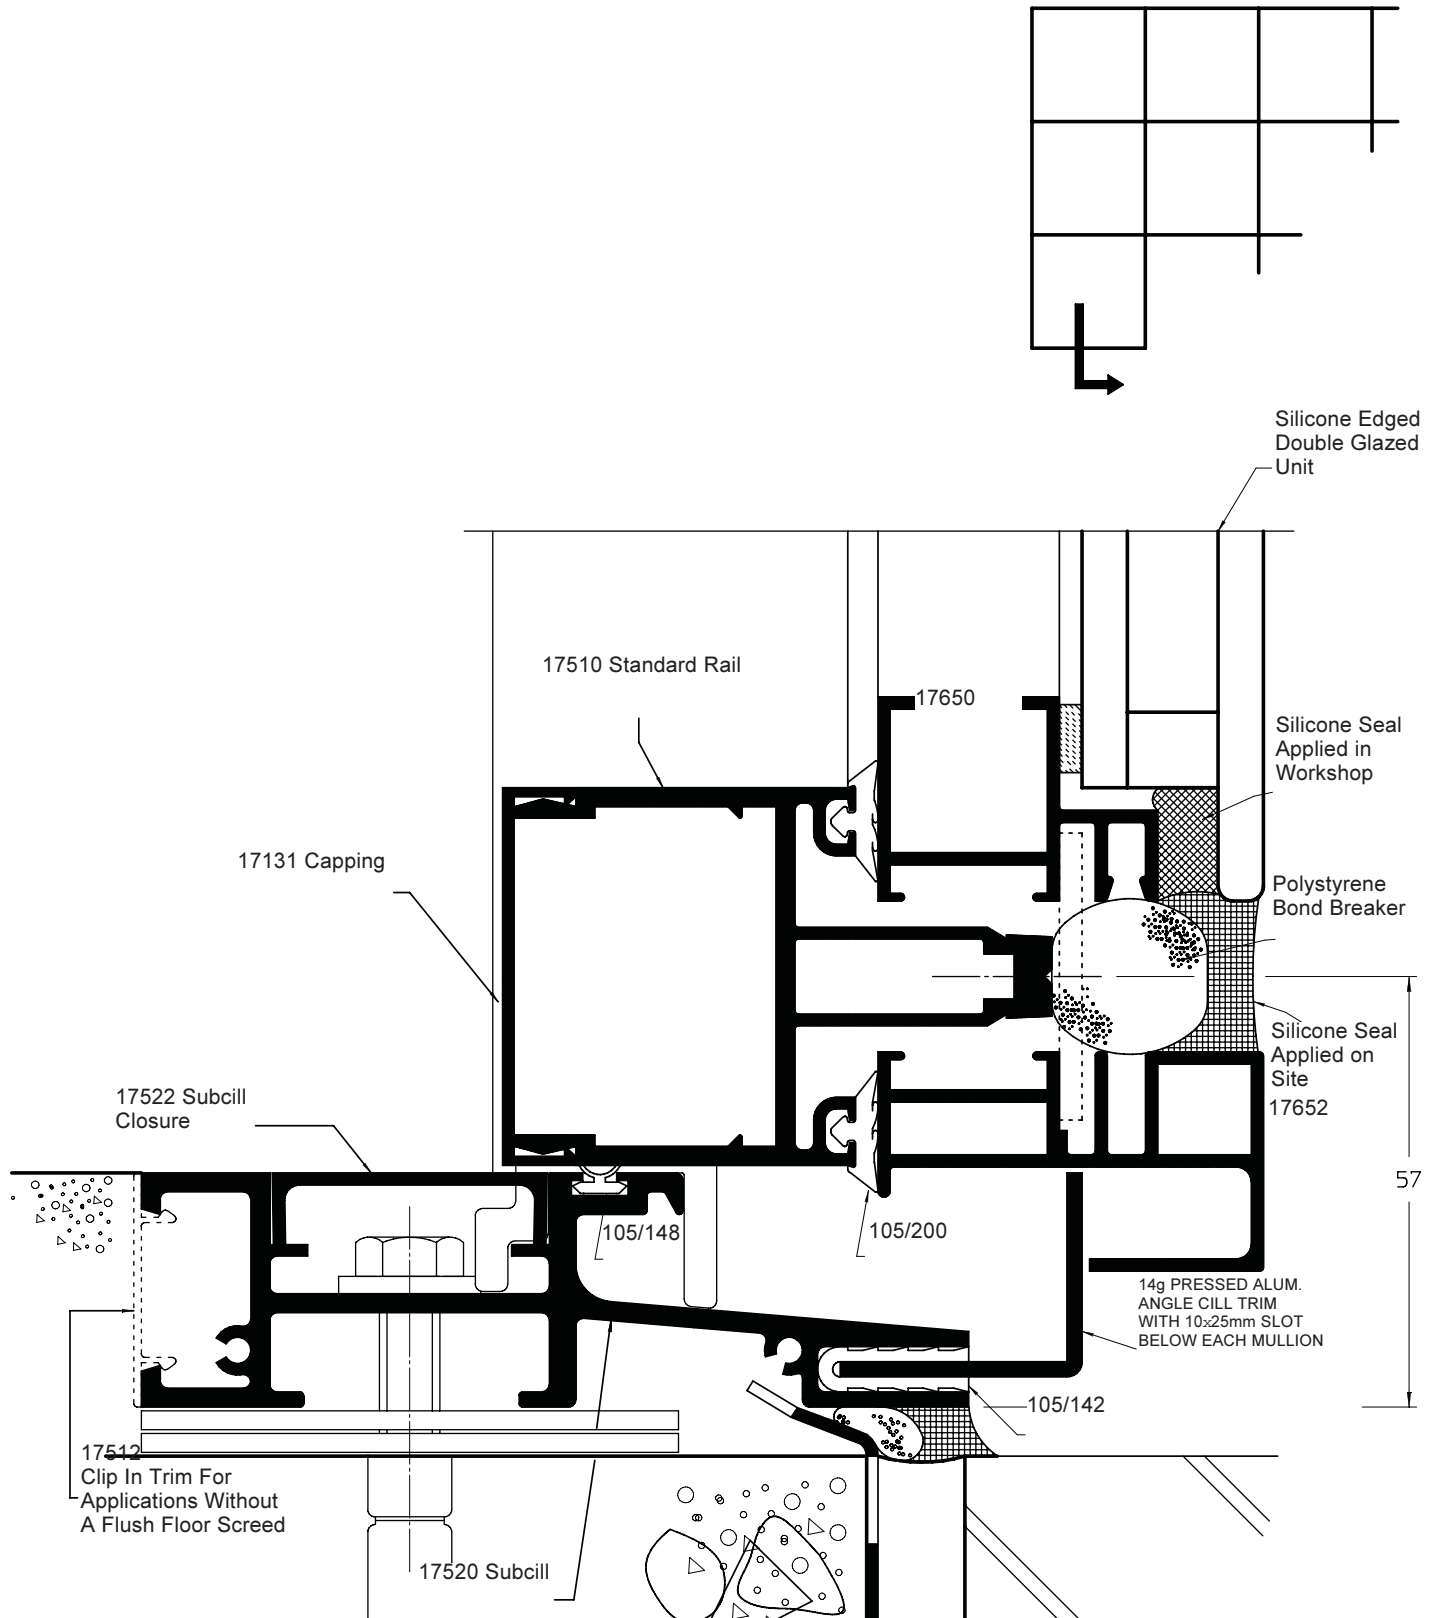 Silicone Edged
Double Glazed
Unit
17510 Standard Rail
17650
Silicone Seal
Applied in
Workshop
17131 Capping
Polystyrene
Bond Breaker
Silicone Seal
Applied on
Site
17652
17522 Subcill
Closure
57
105/148
105/200
14g PRESSED ALUM.
ANGLE CILL TRIM
WITH 10x25mm SLOT
BELOW EACH MULLION
105/142
17512
Clip In Trim For
Applications Without
A Flush Floor Screed
17520 Subcill